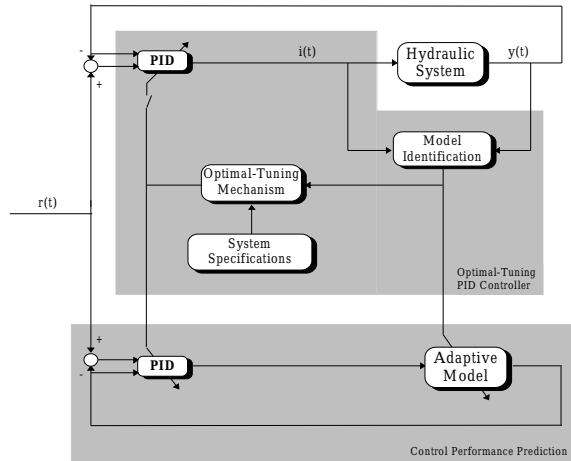 -
PID
i(t)
Hydraulic
System
y(t)
+
Model
Identification
Optimal-Tuning
Mechanism
r(t)
System
Specifications
Optimal-Tuning
PID Controller
+
-
PID
Adaptive
Model
Control Performance Prediction